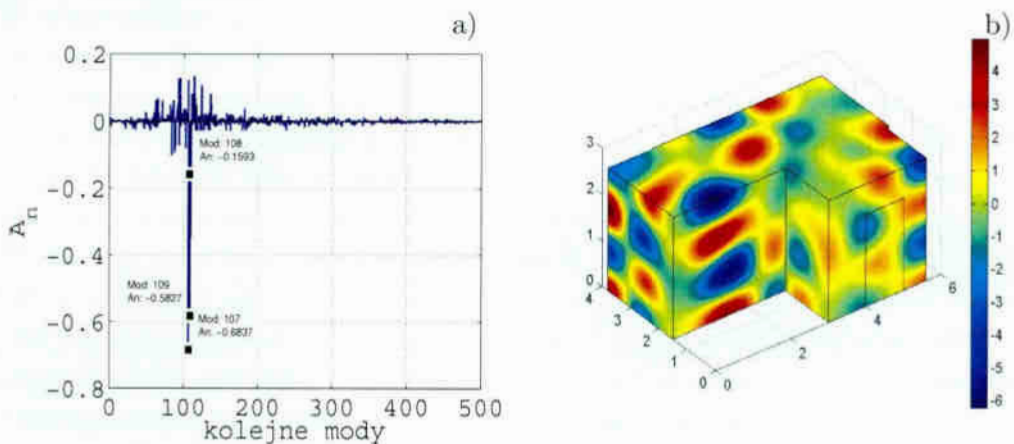 a)
0.2
0
-0.2
-0.4
-0.6
-0.8
A_n
Mod: 108
An: -0.1593
Mod: 109
An: -0.5827
Mod: 107
An: -0.6837
0 100 200 300 400 500
kolejne mody
b)
3
2
1
0
4
3
2
1
0
0
2
4
6
4
3
2
1
0
-1
-2
-3
-4
-5
-6